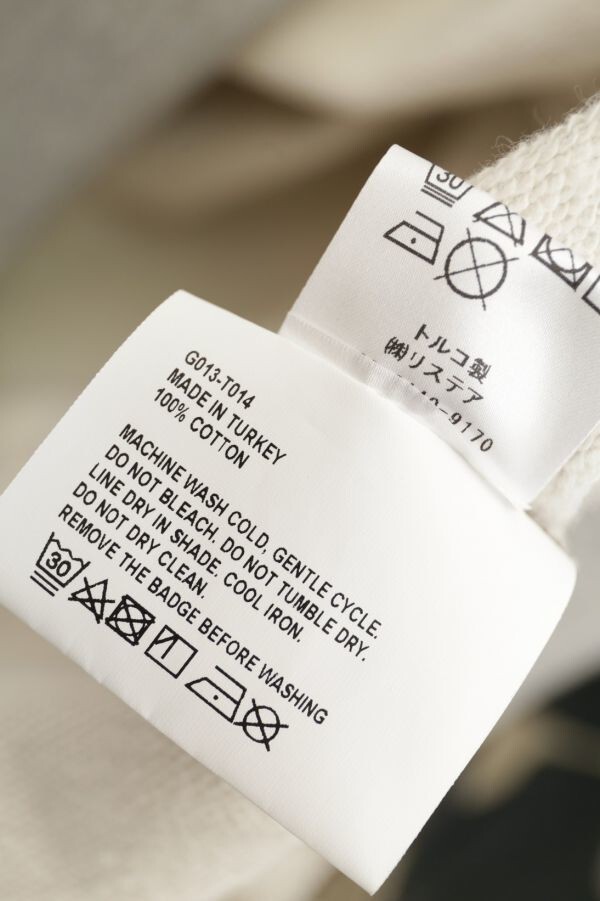 30
トルコ製
㈱リステア
-9170
G013-T014
MADE IN TURKEY
100% COTTON
MACHINE WASH COLD, GENTLE CYCLE.
DO NOT BLEACH. DO NOT TUMBLE DRY.
LINE DRY IN SHADE. COOL IRON.
DO NOT DRY CLEAN.
REMOVE THE BADGE BEFORE WASHING
30